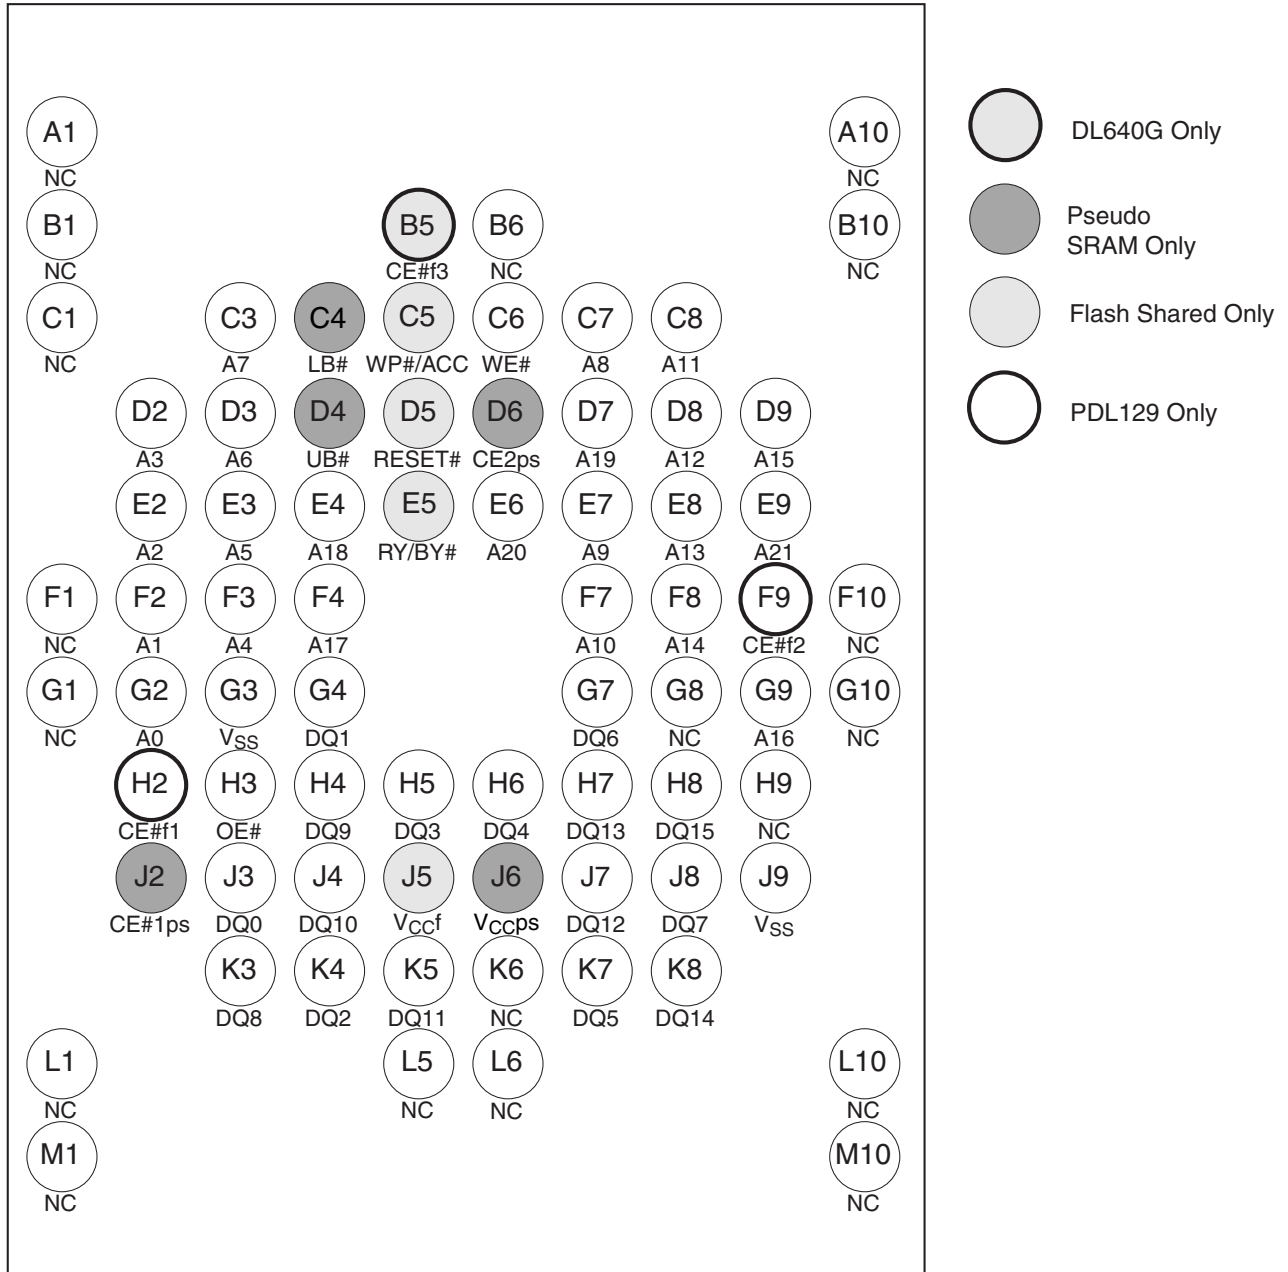 A1 A10
NC NC
DL640G Only
B1 B5 B6 B10
NC CE#f3 NC NC
Pseudo
SRAM Only
C1 C3 C4 C5 C6 C7 C8
NC A7 LB# WP#/ACC WE# A8 A11
Flash Shared Only
D2 D3 D4 D5 D6 D7 D8 D9
A3 A6 UB# RESET# CE2ps A19 A12 A15
PDL129 Only
E2 E3 E4 E5 E6 E7 E8 E9
A2 A5 A18 RY/BY# A20 A9 A13 A21
F1 F2 F3 F4 F7 F8 F9 F10
NC A1 A4 A17 A10 A14 CE#f2 NC
G1 G2 G3 G4 G7 G8 G9 G10
NC A0 VSS DQ1 DQ6 NC A16 NC
H2 H3 H4 H5 H6 H7 H8 H9
CE#f1 OE# DQ9 DQ3 DQ4 DQ13 DQ15 NC
J2 J3 J4 J5 J6 J7 J8 J9
CE#1ps DQ0 DQ10 VCCf VCCps DQ12 DQ7 VSS
K3 K4 K5 K6 K7 K8
DQ8 DQ2 DQ11 NC DQ5 DQ14
L1 L5 L6 L10
NC NC NC NC
M1 M10
NC NC